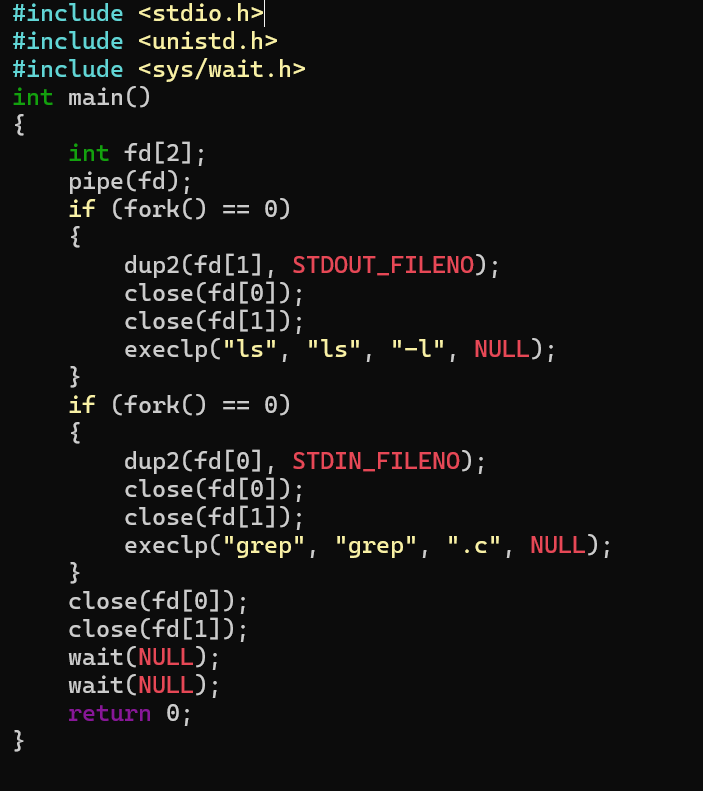 #include <stdio.h>
#include <unistd.h>
#include <sys/wait.h>
int main()
{
    int fd[2];
    pipe(fd);
    if (fork() == 0)
    {
        dup2(fd[1], STDOUT_FILENO);
        close(fd[0]);
        close(fd[1]);
        execlp("ls", "ls", "-l", NULL);
    }
    if (fork() == 0)
    {
        dup2(fd[0], STDIN_FILENO);
        close(fd[0]);
        close(fd[1]);
        execlp("grep", "grep", ".c", NULL);
    }
    close(fd[0]);
    close(fd[1]);
    wait(NULL);
    wait(NULL);
    return 0;
}